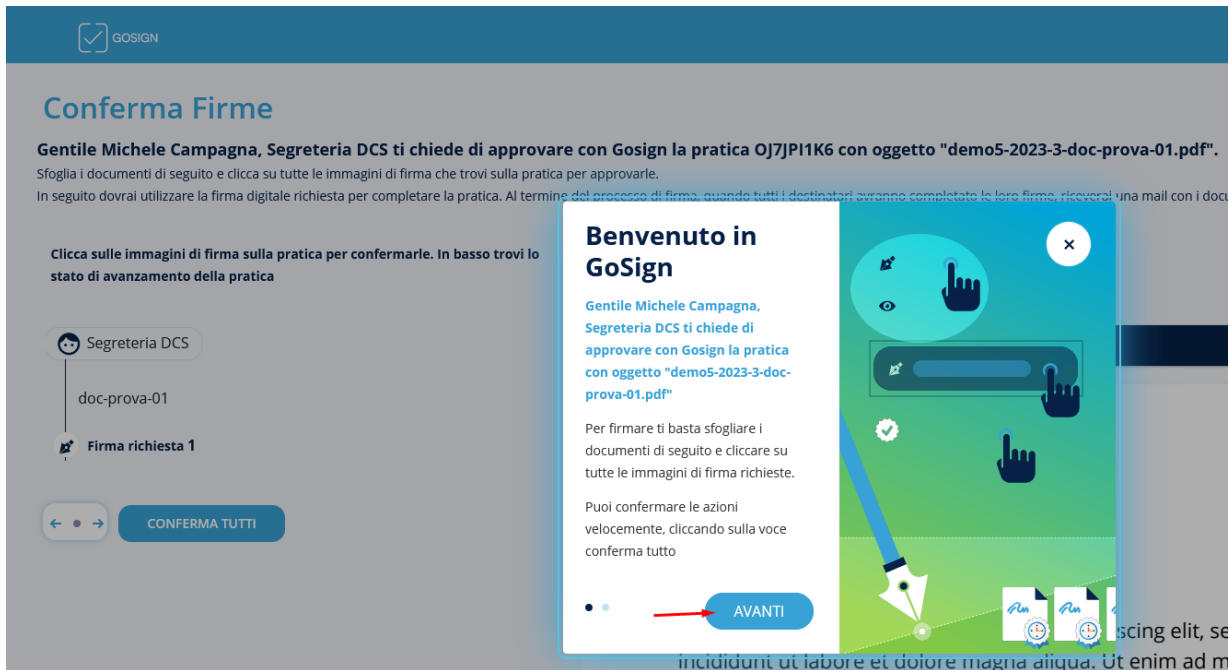 GOSIGN
Conferma Firme
Gentile Michele Campagna, Segreteria DCS ti chiede di approvare con Gosign la pratica OJ7JPI1K6 con oggetto "demo5-2023-3-doc-prova-01.pdf".
Sfoglia i documenti di seguito e clicca su tutte le immagini di firma che trovi sulla pratica per approvarle.
In seguito dovrai utilizzare la firma digitale richiesta per completare la pratica. Al termine del processo di firma, quando tutti i destinatari avranno completato le loro firme, riceverai una mail con i docu
Clicca sulle immagini di firma sulla pratica per confermarle. In basso trovi lo
stato di avanzamento della pratica
Segreteria DCS
doc-prova-01
Firma richiesta 1
CONFERMA TUTTI
Benvenuto in
GoSign
Gentile Michele Campagna,
Segreteria DCS ti chiede di
approvare con Gosign la pratica
con oggetto "demo5-2023-3-doc-
prova-01.pdf"
Per firmare ti basta sfogliare i
documenti di seguito e cliccare su
tutte le immagini di firma richieste.
Puoi confermare le azioni
velocemente, cliccando sulla voce
conferma tutto
AVANTI
scing elit, se
incididunt ut labore et dolore magna aliqua. Ut enim ad m